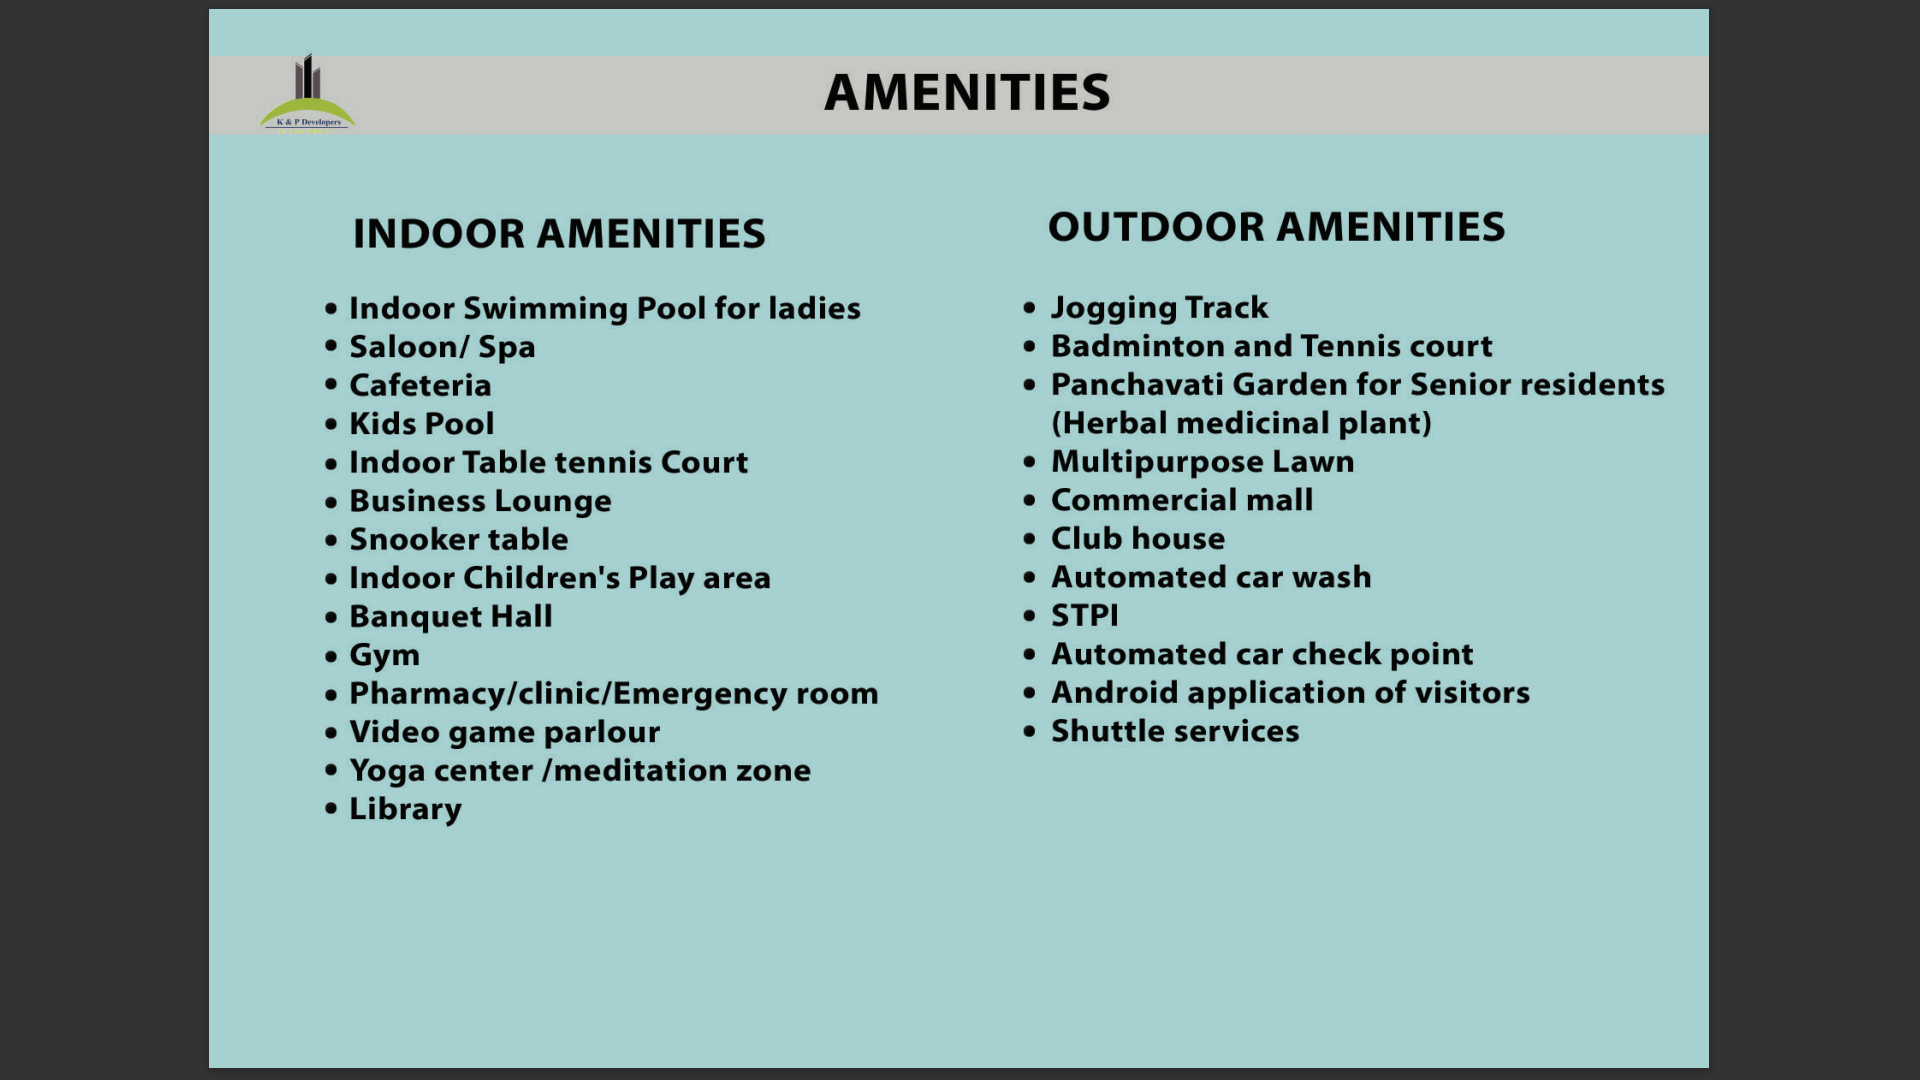 K & P Developers
AMENITIES
INDOOR AMENITIES
• Indoor Swimming Pool for ladies
• Saloon/ Spa
• Cafeteria
• Kids Pool
• Indoor Table tennis Court
• Business Lounge
• Snooker table
• Indoor Children's Play area
• Banquet Hall
• Gym
• Pharmacy/clinic/Emergency room
• Video game parlour
• Yoga center /meditation zone
• Library
OUTDOOR AMENITIES
• Jogging Track
• Badminton and Tennis court
• Panchavati Garden for Senior residents
(Herbal medicinal plant)
• Multipurpose Lawn
• Commercial mall
• Club house
• Automated car wash
• STPI
• Automated car check point
• Android application of visitors
• Shuttle services